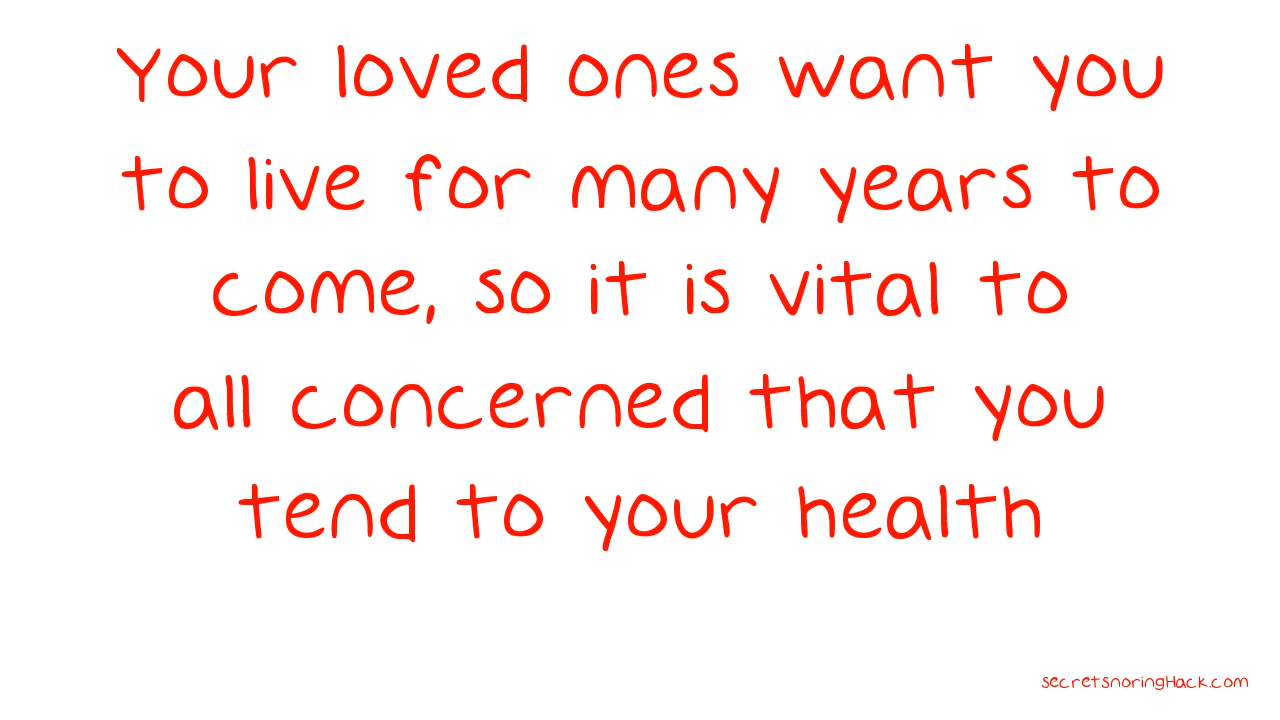 Your loved ones want you
to live for many years to
come, so it is vital to
all concerned that you
tend to your health
secretsnoringHack.com